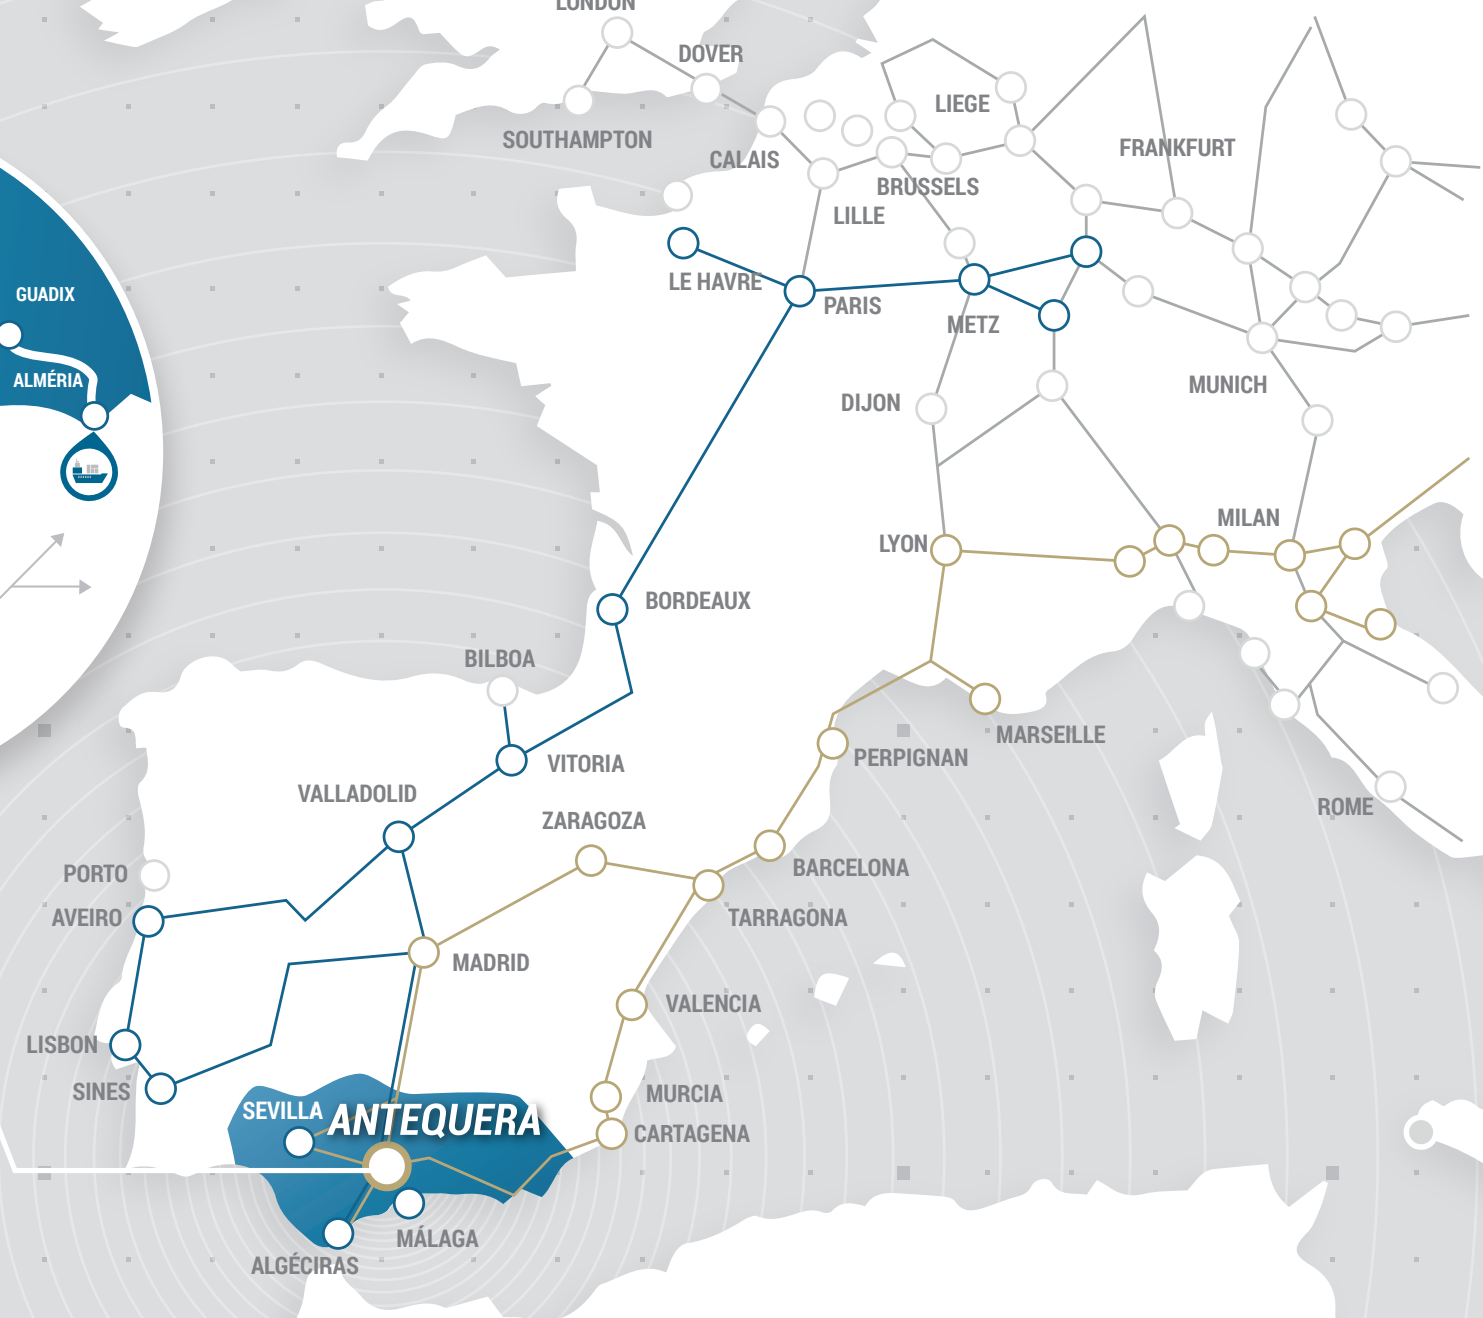 LONDON
DOVER
LIEGE
SOUTHAMPTON
FRANKFURT
CALAIS
BRUSSELS
LILLE
LE HAVRE
GUADIX
PARIS
METZ
ALMÉRIA
MUNICH
DIJON
MILAN
LYON
BORDEAUX
BILBOA
MARSEILLE
PERPIGNAN
VITORIA
VALLADOLID
ROME
ZARAGOZA
BARCELONA
PORTO
AVEIRO
TARRAGONA
MADRID
VALENCIA
LISBON
SINES
MURCIA
SEVILLA
ANTEQUERA
CARTAGENA
MÁLAGA
ALGÉCIRAS